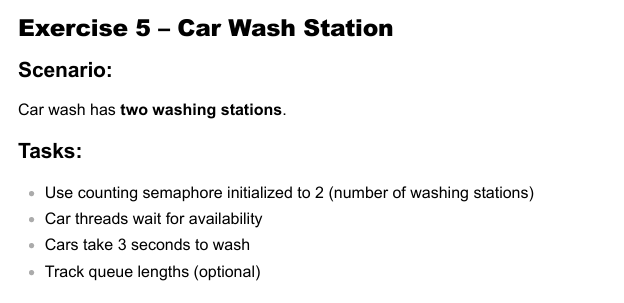 Exercise 5 – Car Wash Station
Scenario:
Car wash has two washing stations.
Tasks:
Use counting semaphore initialized to 2 (number of washing stations)
Car threads wait for availability
Cars take 3 seconds to wash
Track queue lengths (optional)